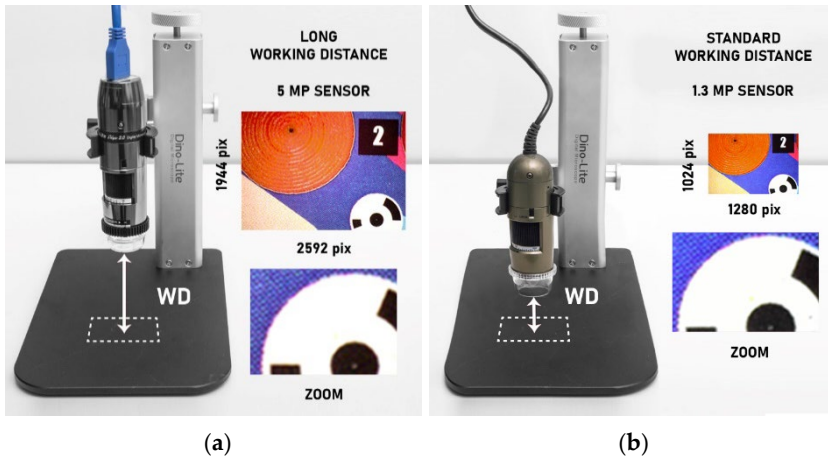 LONG
WORKING DISTANCE
5 MP SENSOR
Dino-Lite
2
1944 pix
2592 pix
WD
ZOOM
(a)
STANDARD
WORKING DISTANCE
1.3 MP SENSOR
Dino-Lite
2
1024 pix
1280 pix
WD
ZOOM
(b)